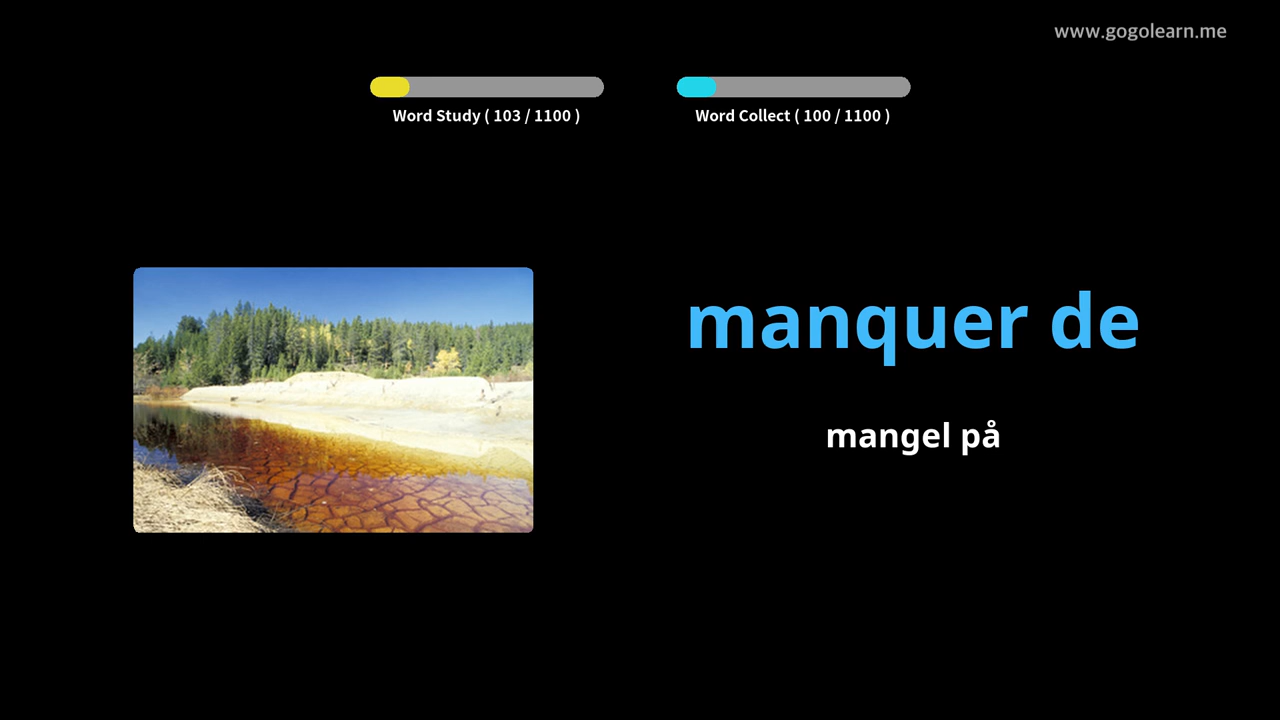 www.gogolearn.me
Word Study ( 103 / 1100 )
Word Collect ( 100 / 1100 )
manquer de
mangel på